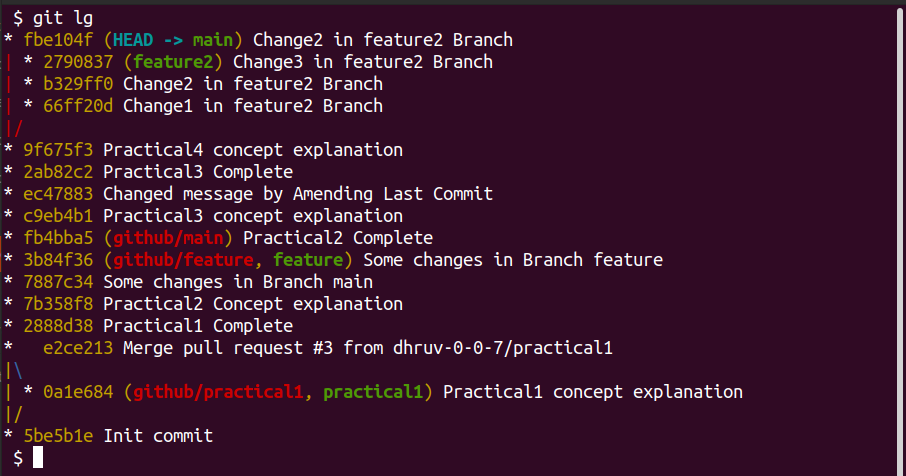 $ git lg
* fbe104f (HEAD -> main) Change2 in feature2 Branch
| * 2790837 (feature2) Change3 in feature2 Branch
| * b329ff0 Change2 in feature2 Branch
| * 66ff20d Change1 in feature2 Branch
|/
* 9f675f3 Practical4 concept explanation
* 2ab82c2 Practical3 Complete
* ec47883 Changed message by Amending Last Commit
* c9eb4b1 Practical3 concept explanation
* fb4bba5 (github/main) Practical2 Complete
* 3b84f36 (github/feature, feature) Some changes in Branch feature
* 7887c34 Some changes in Branch main
* 7b358f8 Practical2 Concept explanation
* 2888d38 Practical1 Complete
*   e2ce213 Merge pull request #3 from dhruv-0-0-7/practical1
|\
| * 0a1e684 (github/practical1, practical1) Practical1 concept explanation
|/
* 5be5b1e Init commit
$